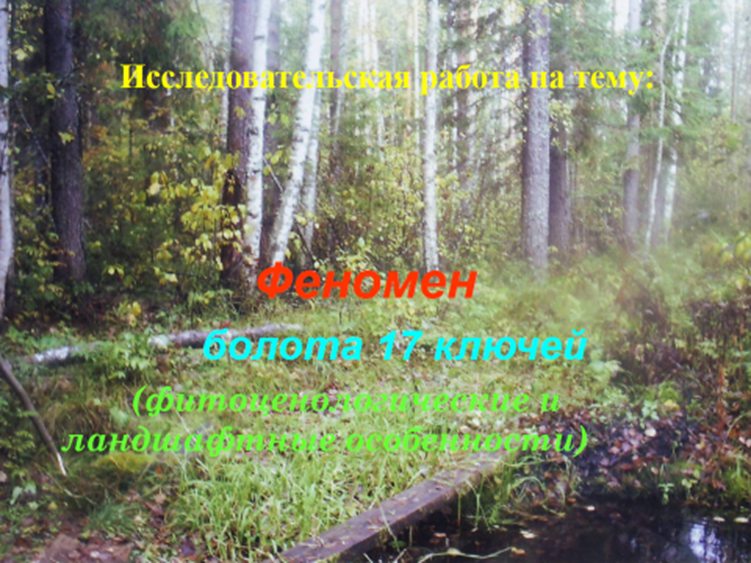 Исследовательская работа на тему:
Феномен
болота 17 ключей
(фитоценологические и
ландшафтные особенности)